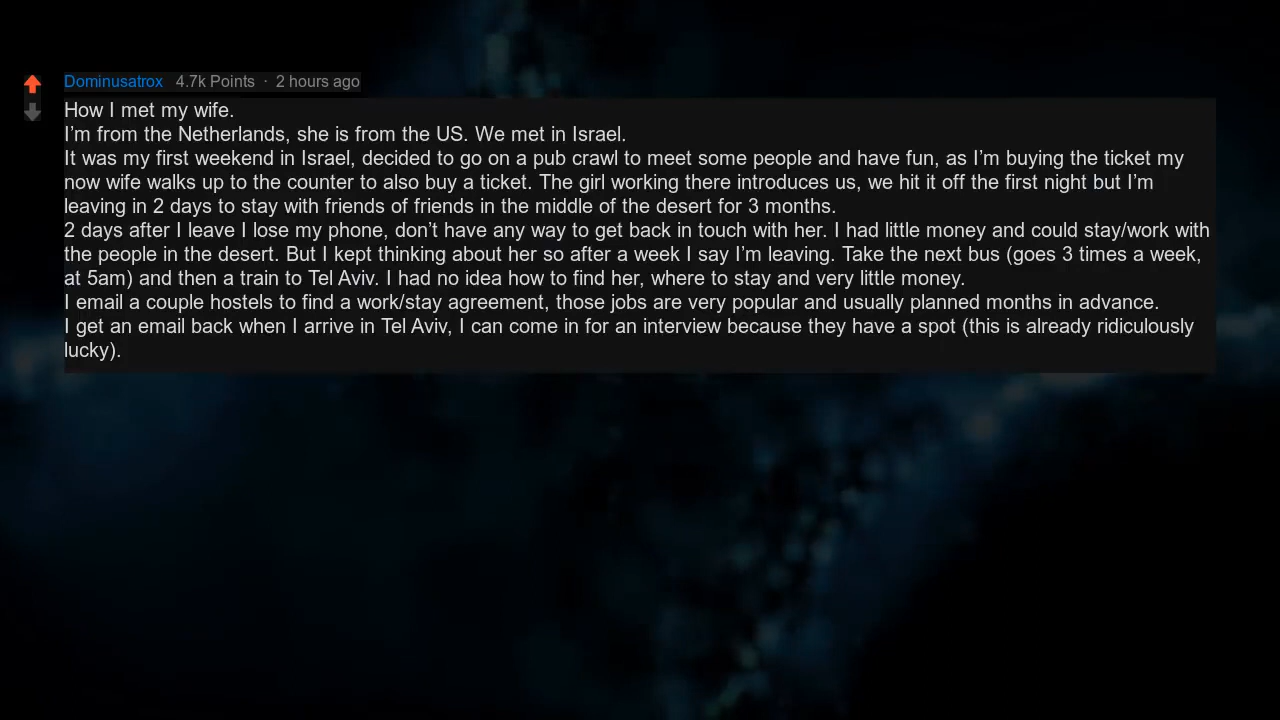 Dominusatrox 4.7k Points · 2 hours ago
How I met my wife.
I’m from the Netherlands, she is from the US. We met in Israel.
It was my first weekend in Israel, decided to go on a pub crawl to meet some people and have fun, as I’m buying the ticket my
now wife walks up to the counter to also buy a ticket. The girl working there introduces us, we hit it off the first night but I’m
leaving in 2 days to stay with friends of friends in the middle of the desert for 3 months.
2 days after I leave I lose my phone, don’t have any way to get back in touch with her. I had little money and could stay/work with
the people in the desert. But I kept thinking about her so after a week I say I’m leaving. Take the next bus (goes 3 times a week,
at 5am) and then a train to Tel Aviv. I had no idea how to find her, where to stay and very little money.
I email a couple hostels to find a work/stay agreement, those jobs are very popular and usually planned months in advance.
I get an email back when I arrive in Tel Aviv, I can come in for an interview because they have a spot (this is already ridiculously
lucky).